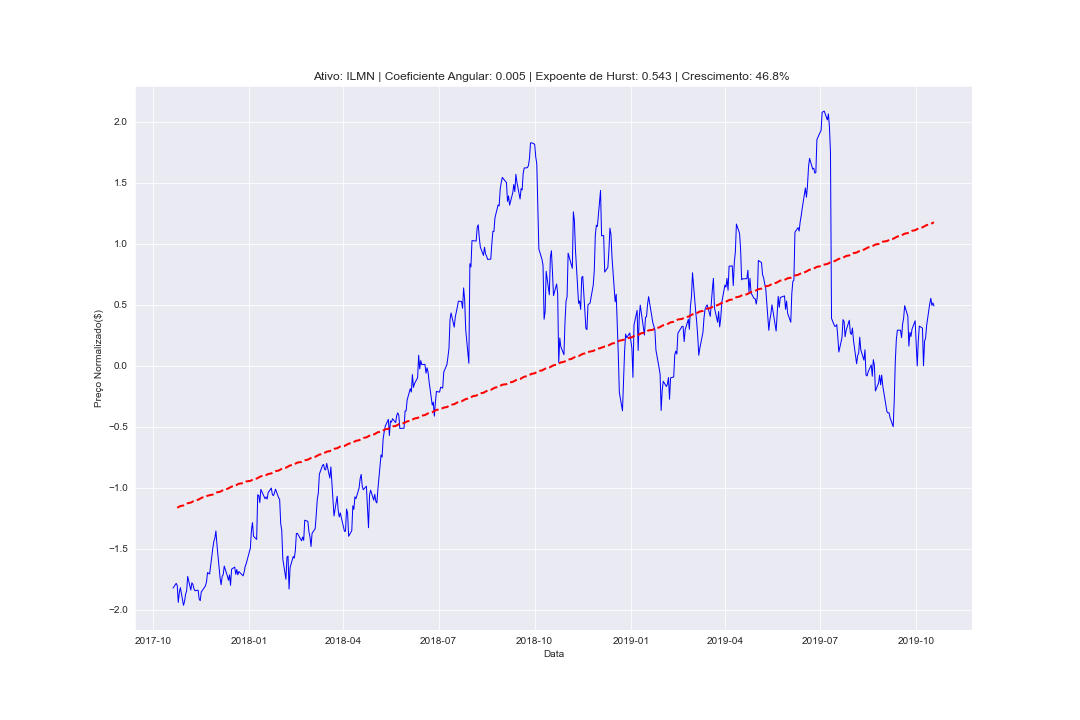 Ativo: ILMN | Coeficiente Angular: 0.005 | Expoente de Hurst: 0.543 | Crescimento: 46.8%
Preço Normalizado($)
2.0
1.5
1.0
0.5
0.0
−0.5
−1.0
−1.5
−2.0
2017-10 2018-01 2018-04 2018-07 2018-10 2019-01 2019-04 2019-07 2019-10
Data